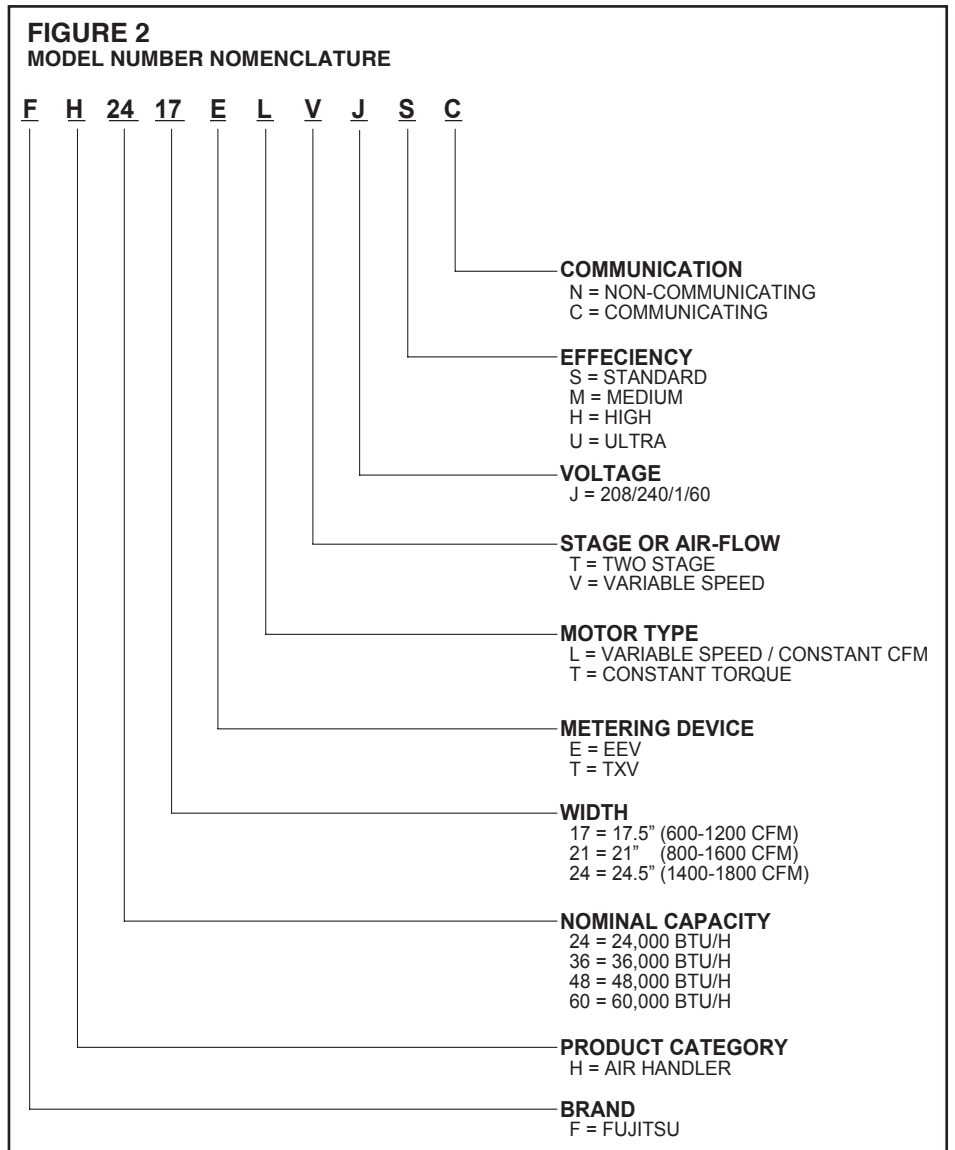 FIGURE 2
MODEL NUMBER NOMENCLATURE
F H 24 17 E L V J S C
COMMUNICATION
N = NON-COMMUNICATING
C = COMMUNICATING
EFFECIENCY
S = STANDARD
M = MEDIUM
H = HIGH
U = ULTRA
VOLTAGE
J = 208/240/1/60
STAGE OR AIR-FLOW
T = TWO STAGE
V = VARIABLE SPEED
MOTOR TYPE
L = VARIABLE SPEED / CONSTANT CFM
T = CONSTANT TORQUE
METERING DEVICE
E = EEV
T = TXV
WIDTH
17 = 17.5” (600-1200 CFM)
21 = 21” (800-1600 CFM)
24 = 24.5” (1400-1800 CFM)
NOMINAL CAPACITY
24 = 24,000 BTU/H
36 = 36,000 BTU/H
48 = 48,000 BTU/H
60 = 60,000 BTU/H
PRODUCT CATEGORY
H = AIR HANDLER
BRAND
F = FUJITSU